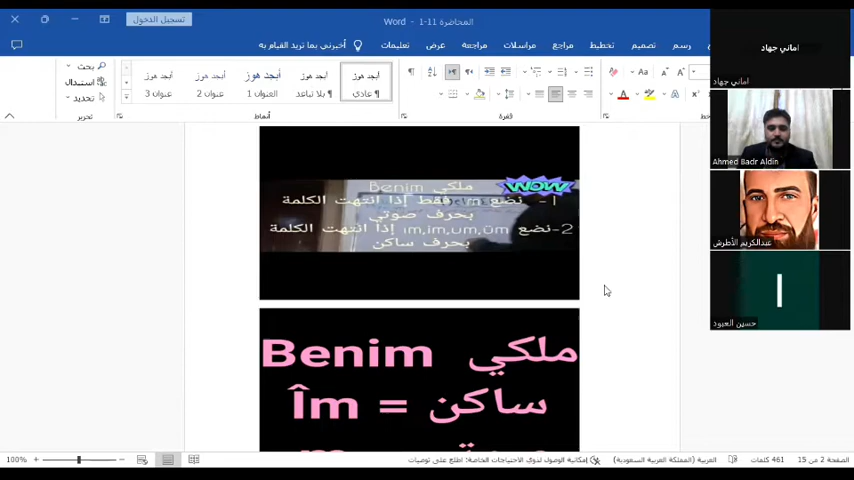 المحاضرة 11-1 - Word
تسجيل الدخول
رسم
تصميم
تخطيط
مراجع
مراسلات
مراجعة
عرض
تعليمات
أخبرني بما تريد القيام به
بحث
استبدال
تحديد
تحرير
أبجد هوز
عادي
أبجد هوز
بلا تباعد
أبجد هوز
العنوان 1
أبجد هوز
عنوان 2
أبجد هوز
عنوان 3
أنماط
فقرة
ملكي Benim
WOW
1- نضع m فقط إذا انتهت الكلمة
بحرف صوتي
2-نضع ım,im,um,üm إذا انتهت الكلمة
بحرف ساكن
ملكي Benim
ساكن = Îm
اماني جهاد
اماني جهاد
Ahmed Badr Aldin
عبدالكريم الأطرش
ا
حسين العبود
الصفحة 2 من 15
461 كلمات
العربية (المملكة العربية السعودية)
إمكانية الوصول لذوي الاحتياجات الخاصة: اطلع على توصيات
100%